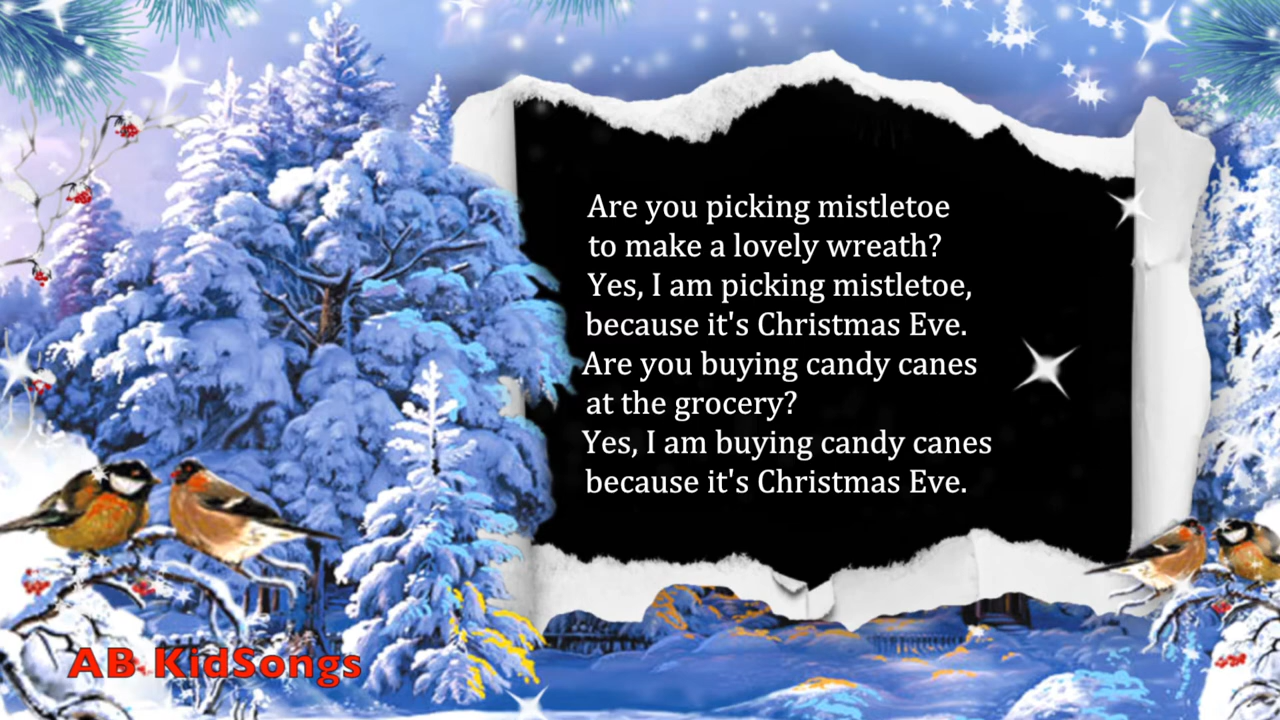 Are you picking mistletoe
to make a lovely wreath?
Yes, I am picking mistletoe,
because it's Christmas Eve.
Are you buying candy canes
at the grocery?
Yes, I am buying candy canes
because it's Christmas Eve.
AB KidSongs